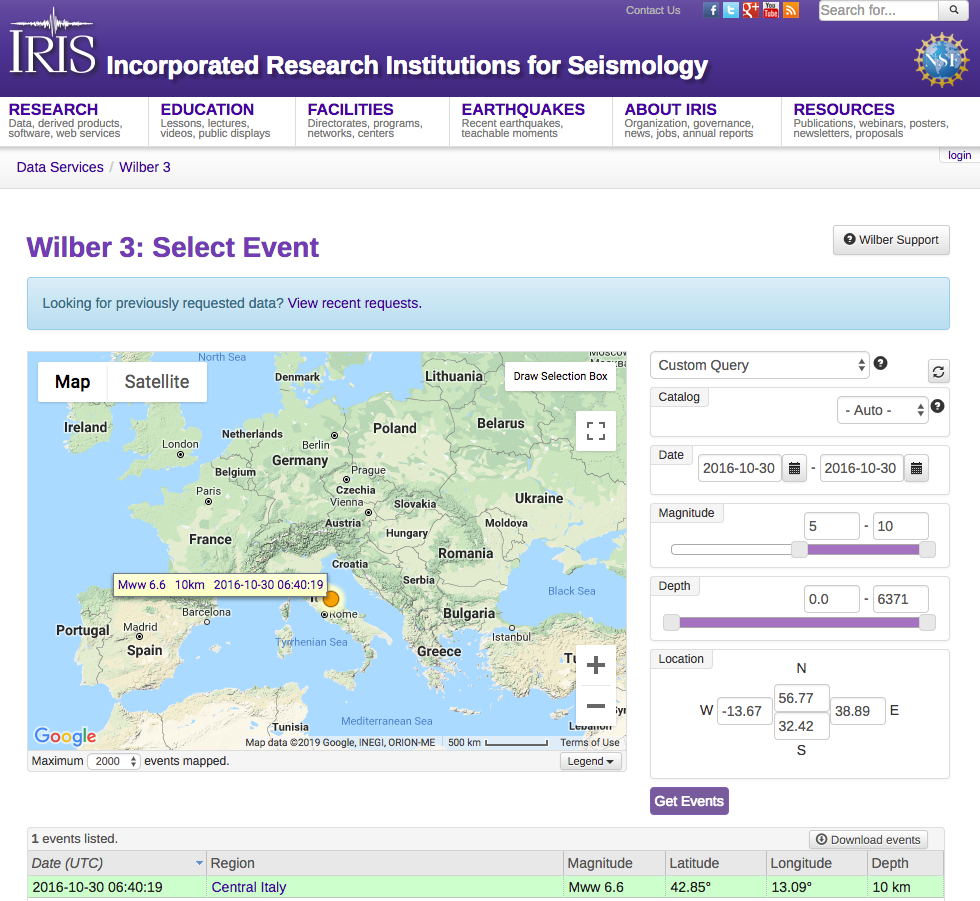 Contact Us
Search for...
IRIS
Incorporated Research Institutions for Seismology
NSF
RESEARCH
Data, derived products,
software, web services
EDUCATION
Lessons, lectures,
videos, public displays
FACILITIES
Directorates, programs,
networks, centers
EARTHQUAKES
Recent earthquakes,
teachable moments
ABOUT IRIS
Organization, governance,
news, jobs, annual reports
RESOURCES
Publications, webinars, posters,
newsletters, proposals
login
Data Services / Wilber 3
Wilber 3: Select Event
Wilber Support
Looking for previously requested data? View recent requests.
Map
Satellite
Draw Selection Box
North Sea
Denmark
Lithuania
Ireland
London
Netherlands
Berlin
Poland
Belarus
Belgium
Germany
Prague
Paris
Czechia
Vienna
Slovakia
Ukraine
Austria
Hungary
Moldova
France
Croatia
Romania
Serbia
Mww 6.6 10km 2016-10-30 06:40:19
Black Sea
Barcelona
Rome
Bulgaria
Portugal
Madrid
Spain
Tyrrhenian Sea
Istanbul
Greece
Tunisia
Mediterranean Sea
Lebanon
Google
Map data ©2019 Google, INEGI, ORION-ME
500 km
Terms of Use
Maximum 2000 events mapped.
Legend
Custom Query
Catalog
- Auto -
Date
2016-10-30 - 2016-10-30
Magnitude
5 - 10
Depth
0.0 - 6371
Location
N
56.77
W -13.67 38.89 E
32.42
S
Get Events
1 events listed.
Download events
Date (UTC) Region Magnitude Latitude Longitude Depth
2016-10-30 06:40:19 Central Italy Mww 6.6 42.85° 13.09° 10 km